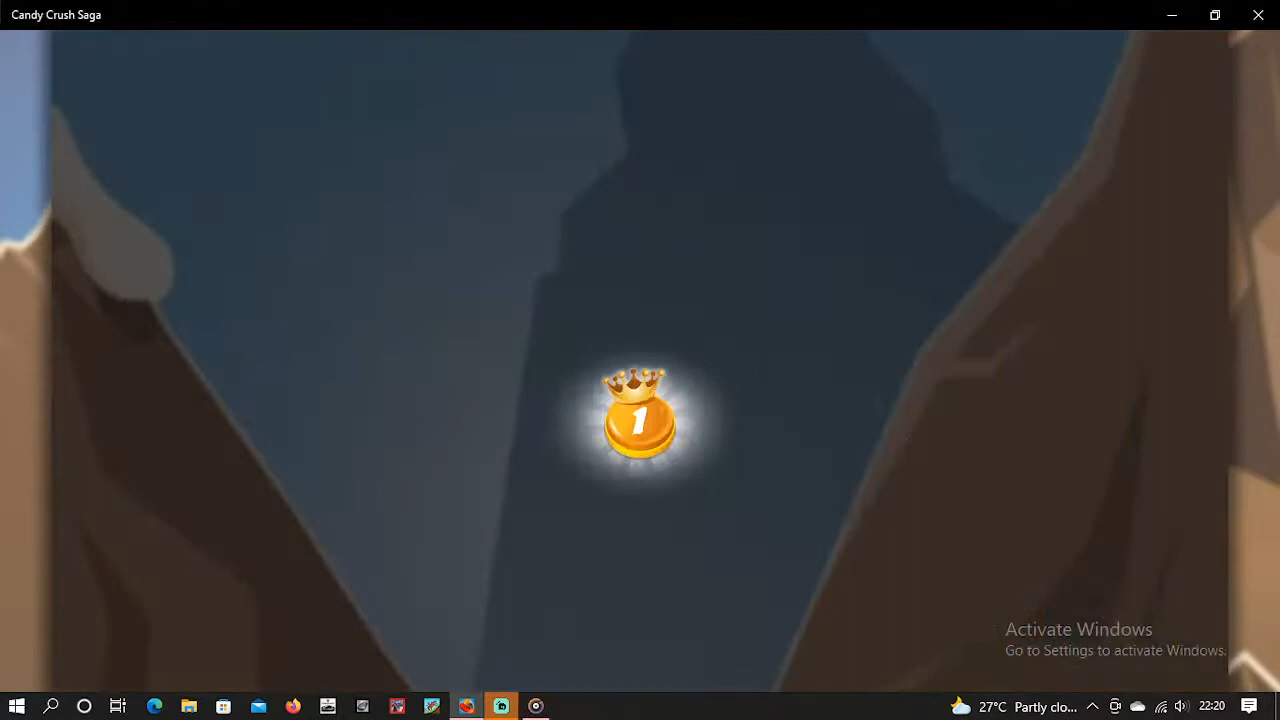 Candy Crush Saga
1
Activate Windows
Go to Settings to activate Windows.
27°C Partly clo...
22:20